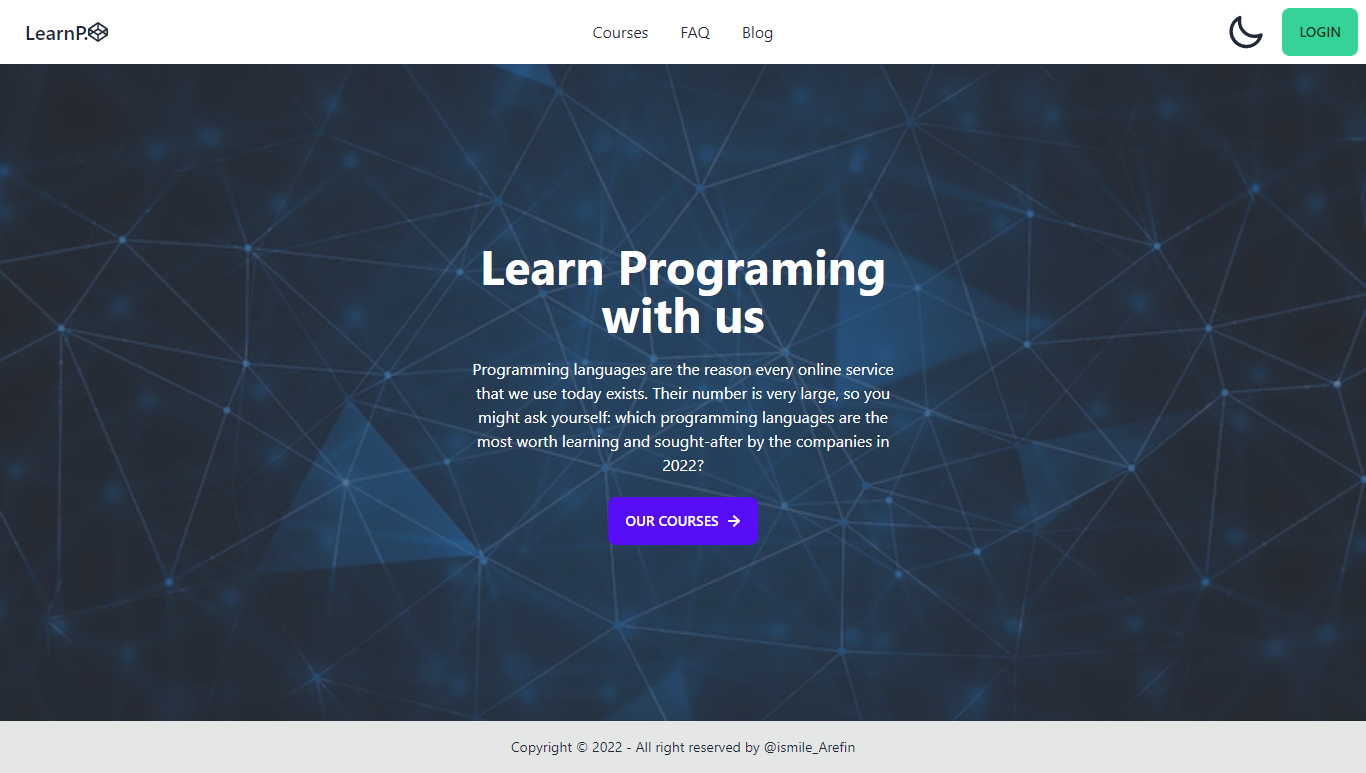 LearnP.
Courses
FAQ
Blog
LOGIN
Learn Programing
with us
Programming languages are the reason every online service
that we use today exists. Their number is very large, so you
might ask yourself: which programming languages are the
most worth learning and sought-after by the companies in
2022?
OUR COURSES
Copyright © 2022 - All right reserved by @ismile_Arefin